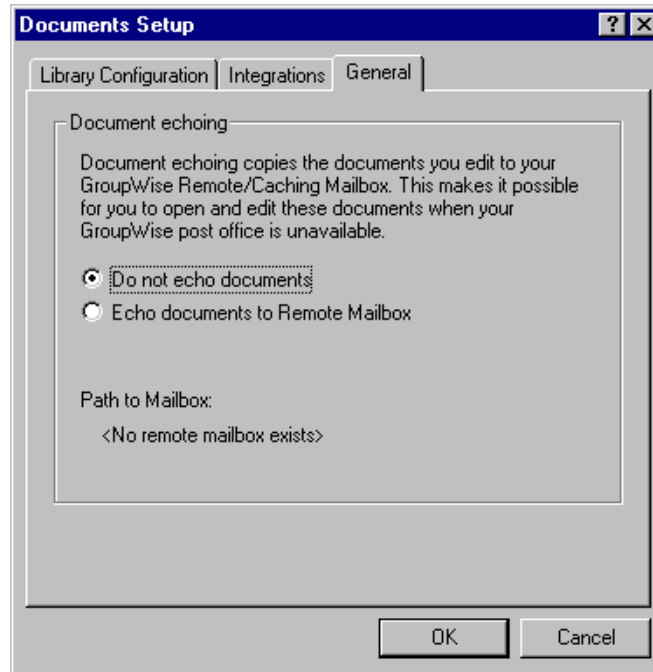 Documents Setup
Library Configuration Integrations General
Document echoing
Document echoing copies the documents you edit to your
GroupWise Remote/Caching Mailbox. This makes it possible
for you to open and edit these documents when your
GroupWise post office is unavailable.
Do not echo documents
Echo documents to Remote Mailbox
Path to Mailbox:
<No remote mailbox exists>
OK Cancel